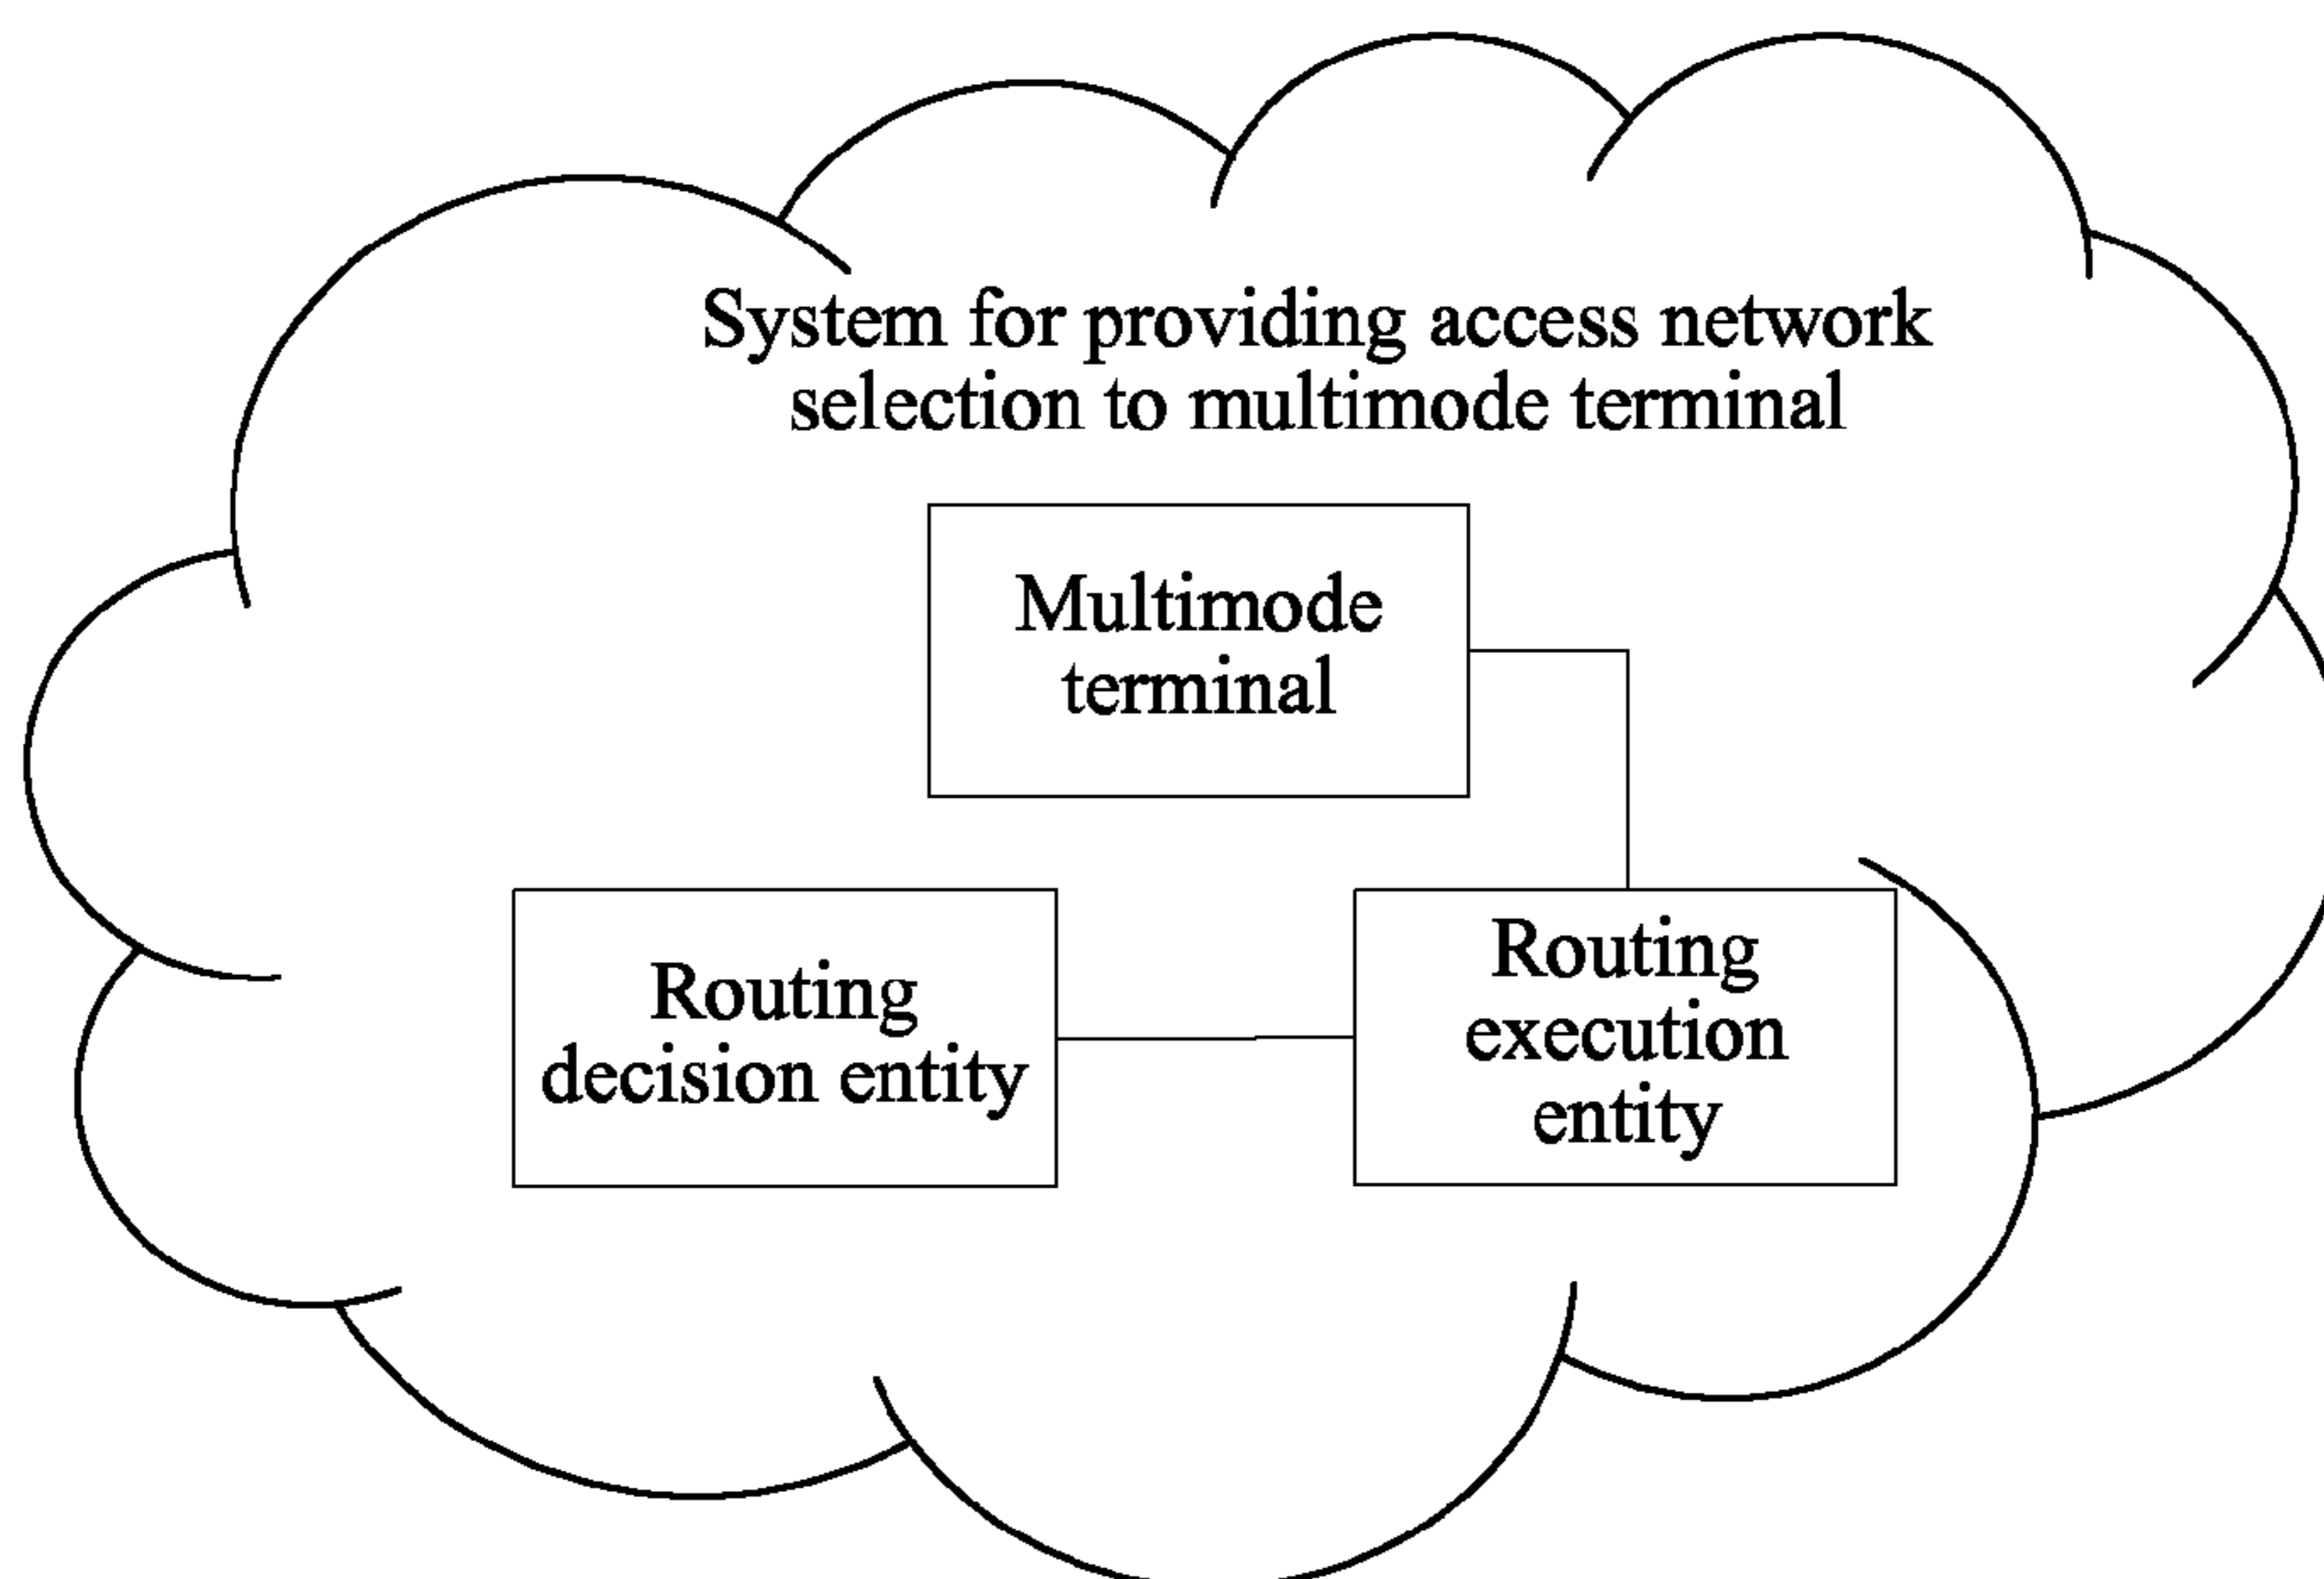 System for providing access network
selection to multimode terminal
Multimode
terminal
Routing
decision entity
Routing
execution
entity